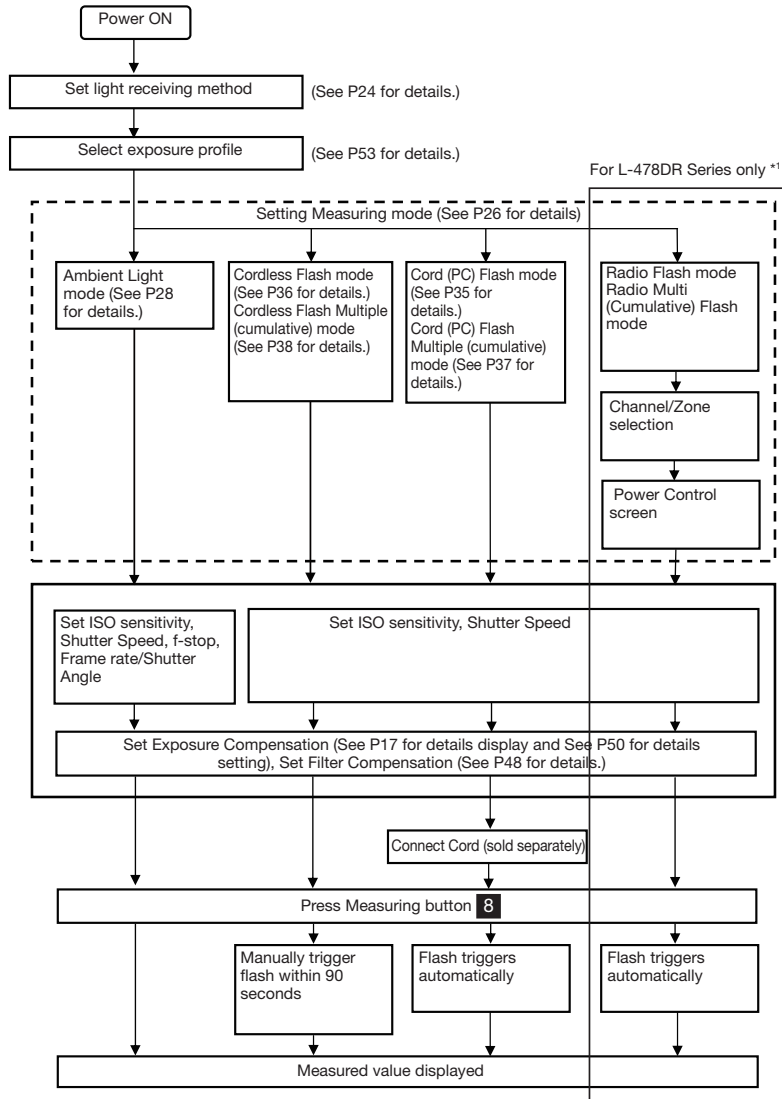 Power ON
Set light receiving method
(See P24 for details.)
Select exposure profile
(See P53 for details.)
For L-478DR Series only *1
Setting Measuring mode (See P26 for details)
Ambient Light
mode (See P28
for details.)
Cordless Flash mode
(See P36 for details.)
Cordless Flash Multiple
(cumulative) mode
(See P38 for details.)
Cord (PC) Flash mode
(See P35 for
details.)
Cord (PC) Flash
Multiple (cumulative)
mode (See P37 for
details.)
Radio Flash mode
Radio Multi
(Cumulative) Flash
mode
Channel/Zone
selection
Power Control
screen
Set ISO sensitivity,
Shutter Speed, f-stop,
Frame rate/Shutter
Angle
Set ISO sensitivity, Shutter Speed
Set Exposure Compensation (See P17 for details display and See P50 for details
setting), Set Filter Compensation (See P48 for details.)
Connect Cord (sold separately)
Press Measuring button 8
Manually trigger
flash within 90
seconds
Flash triggers
automatically
Flash triggers
automatically
Measured value displayed